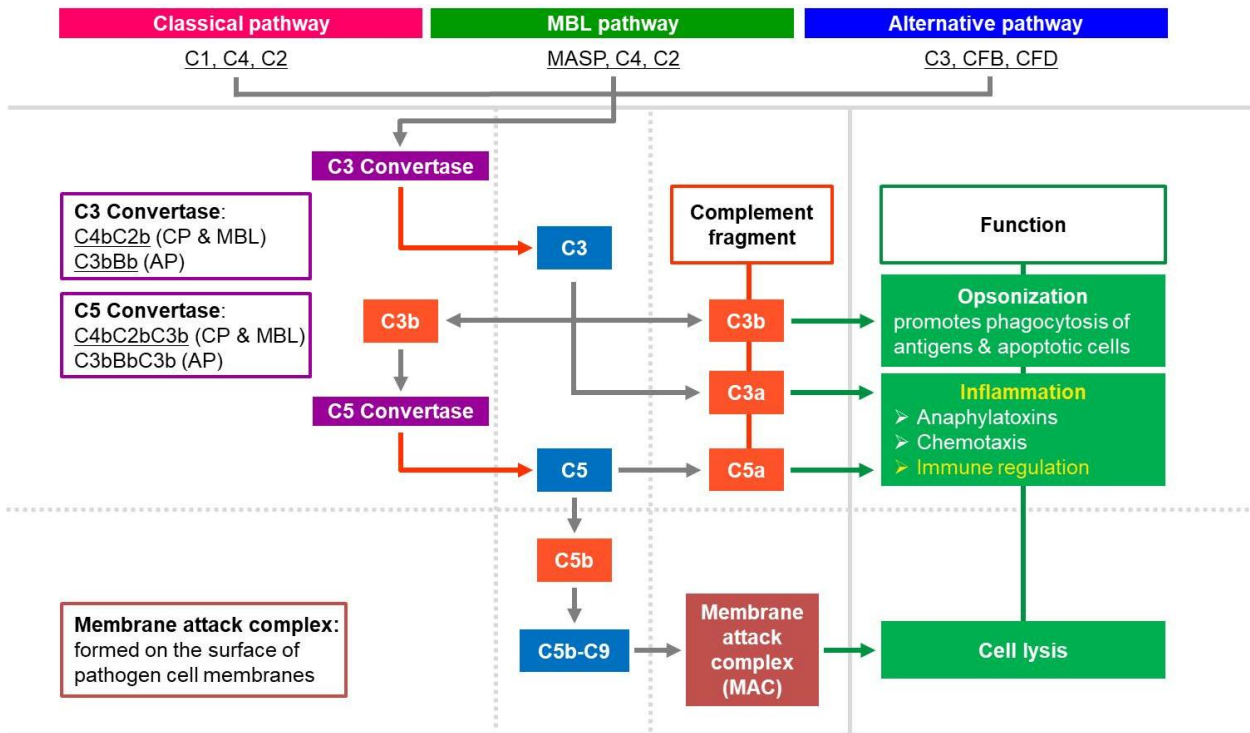 Classical pathway
MBL pathway
Alternative pathway
C1, C4, C2
MASP, C4, C2
C3, CFB, CFD
C3 Convertase
C3 Convertase:
C4bC2b (CP & MBL)
C3bBb (AP)
C3
Complement
fragment
Function
C5 Convertase:
C4bC2bC3b (CP & MBL)
C3bBbC3b (AP)
C3b
C3b
Opsonization
promotes phagocytosis of
antigens & apoptotic cells
C5 Convertase
C3a
Inflammation
➢ Anaphylatoxins
➢ Chemotaxis
➢ Immune regulation
C5
C5a
C5b
Membrane attack complex:
formed on the surface of
pathogen cell membranes
C5b-C9
Membrane
attack
complex
(MAC)
Cell lysis